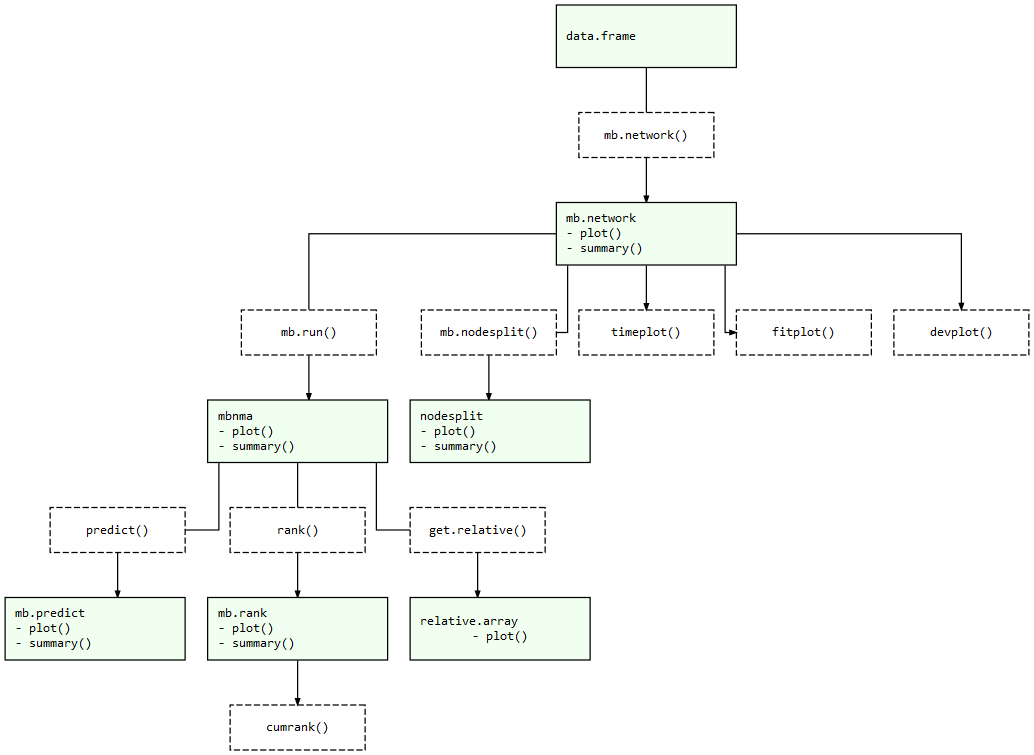 data.frame
mb.network()
mb.network
- plot()
- summary()
mb.run()
mb.nodesplit()
timeplot()
fitplot()
devplot()
mbnma
- plot()
- summary()
nodesplit
- plot()
- summary()
predict()
rank()
get.relative()
mb.predict
- plot()
- summary()
mb.rank
- plot()
- summary()
relative.array
- plot()
cumrank()